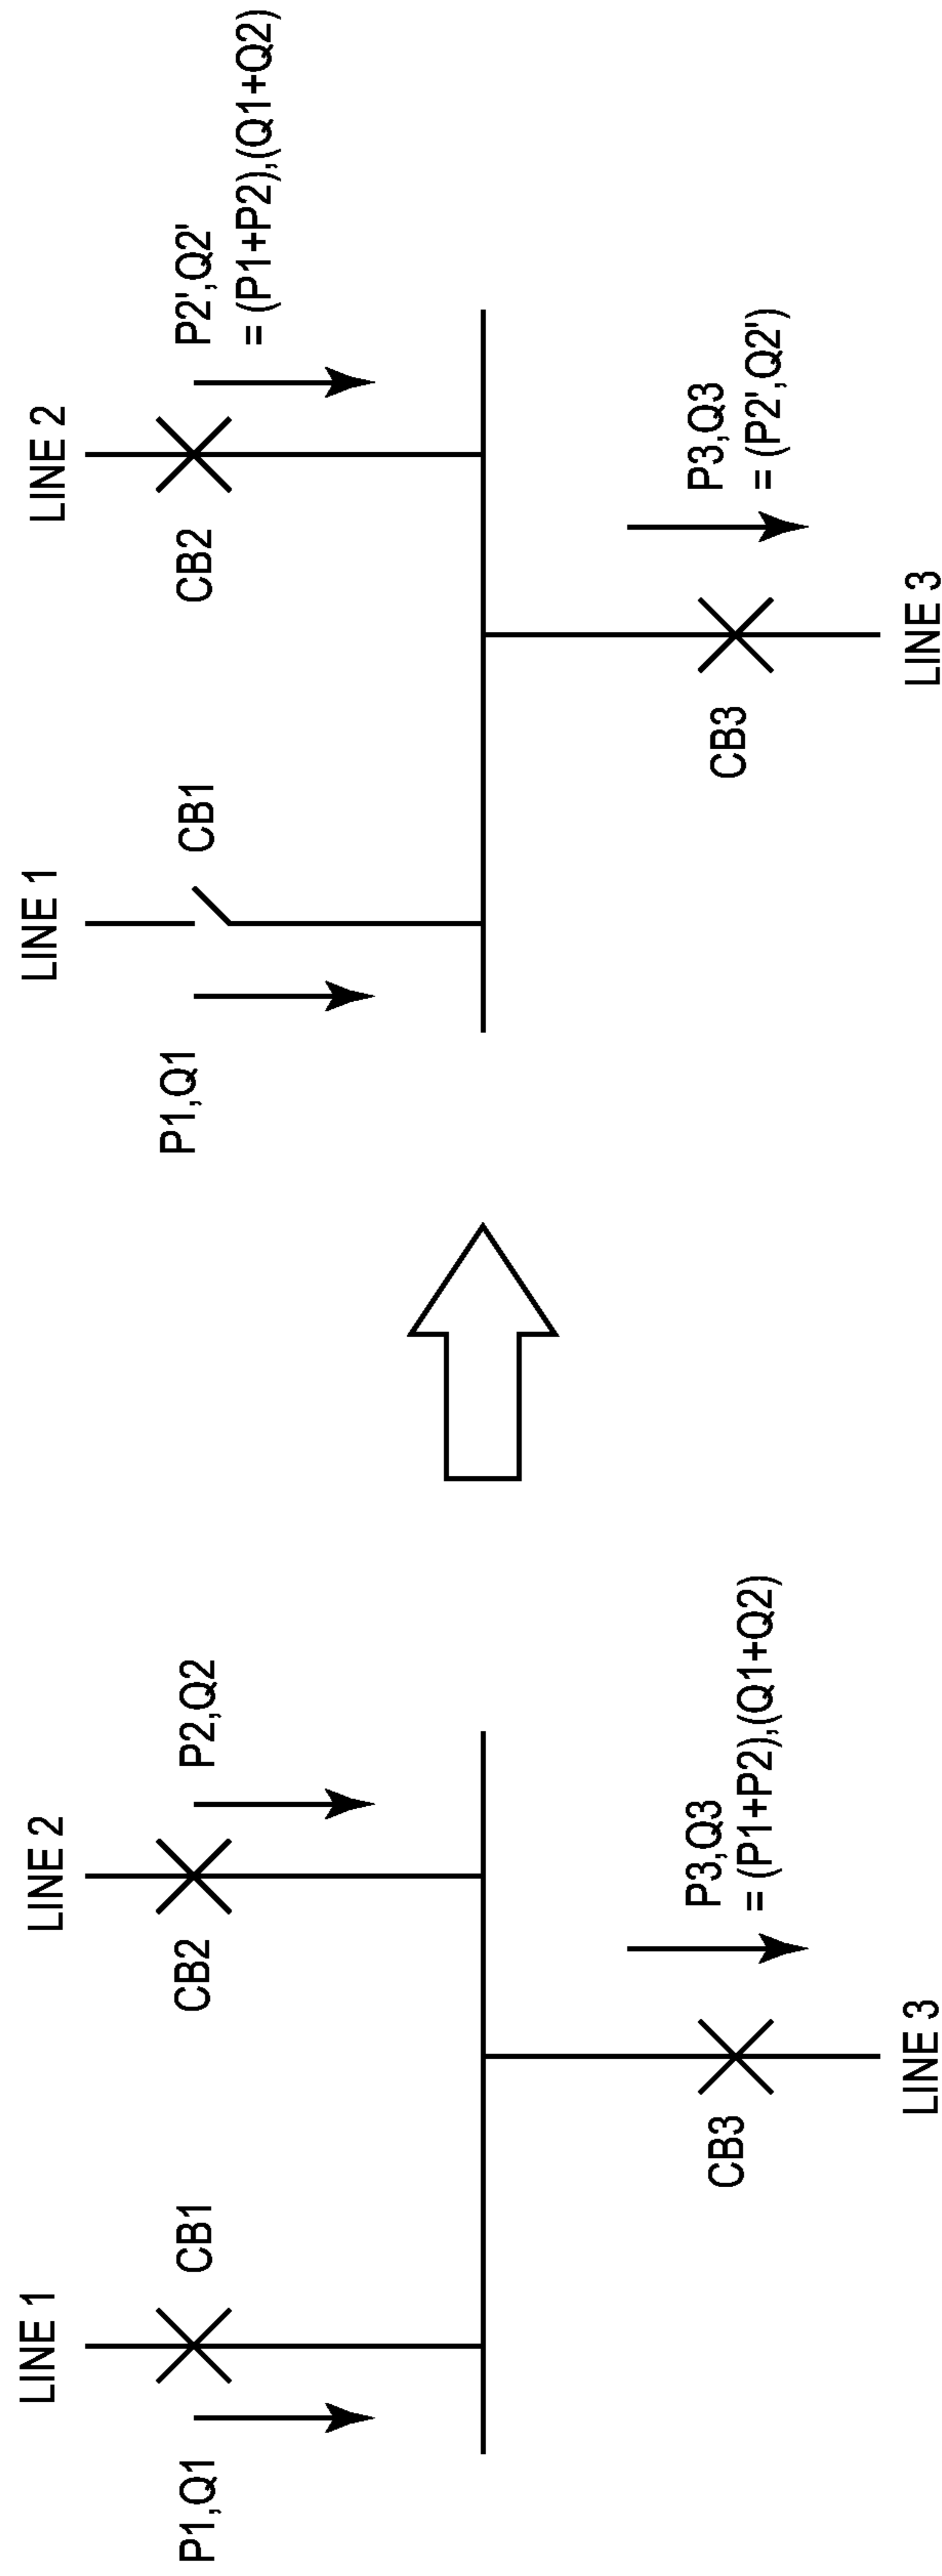 LINE 1
LINE 2
P1,Q1
CB1
CB2
P2,Q2
CB3
P3,Q3
= (P1+P2),(Q1+Q2)
LINE 3
LINE 1
LINE 2
P1,Q1
CB1
CB2
P2',Q2'
= (P1+P2),(Q1+Q2)
CB3
P3,Q3
= (P2',Q2')
LINE 3